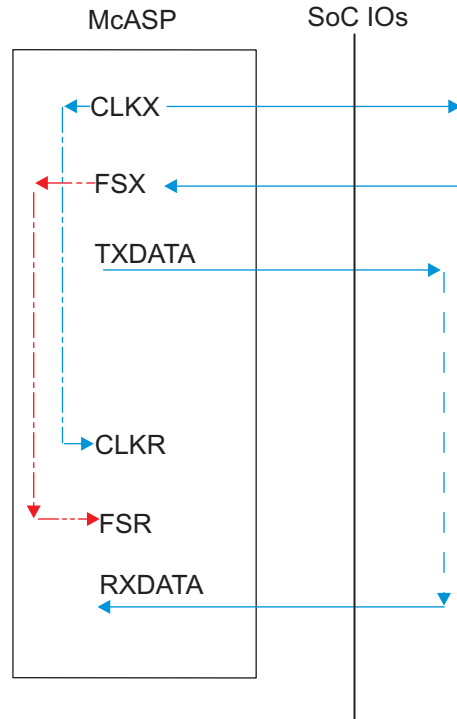 McASP
SoC IOs
CLKX
FSX
TXDATA
CLKR
FSR
RXDATA